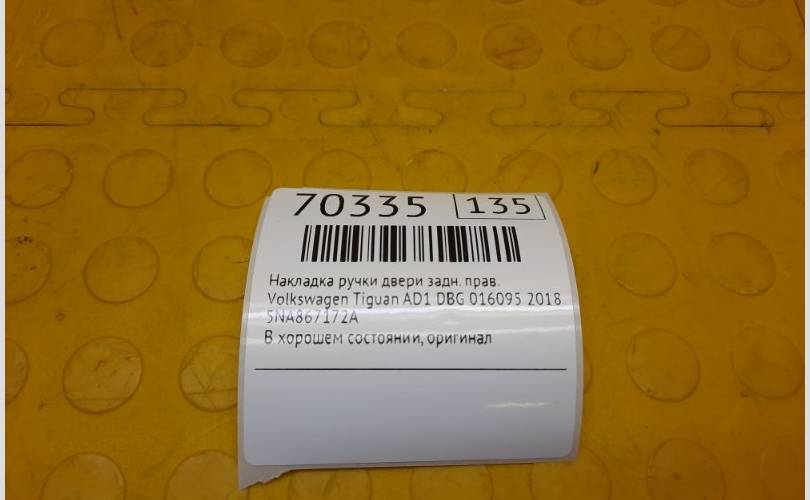 70335 135
Накладка ручки двери задн. прав.
Volkswagen Tiguan AD1 DBG 016095 2018
5NA867172A
В хорошем состоянии, оригинал